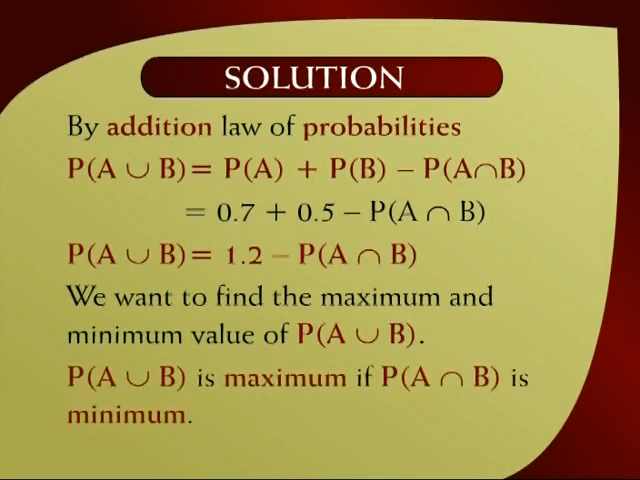 SOLUTION
By addition law of probabilities
P(A ∪ B)= P(A) + P(B) – P(A∩B)
= 0.7 + 0.5 – P(A ∩ B)
P(A ∪ B)= 1.2 – P(A ∩ B)
We want to find the maximum and
minimum value of P(A ∪ B).
P(A ∪ B) is maximum if P(A ∩ B) is
minimum.